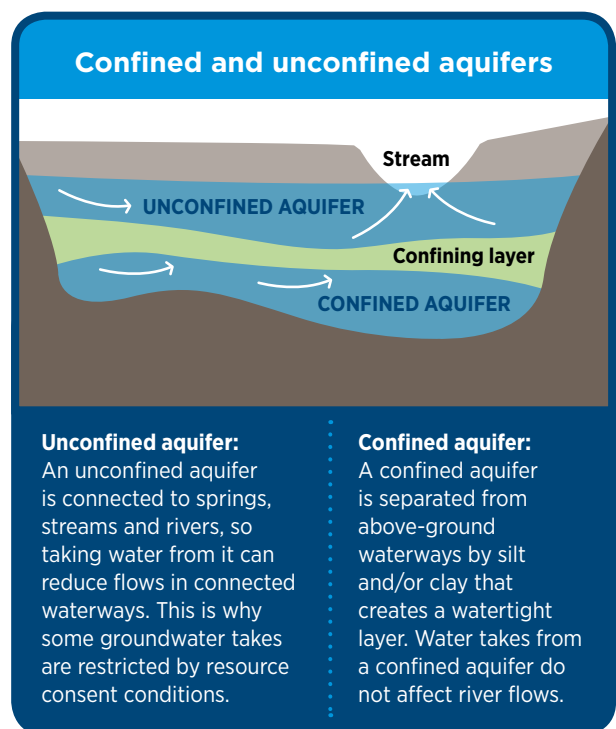 Confined and unconfined aquifers
Stream
UNCONFINED AQUIFER
Confining layer
CONFINED AQUIFER
Unconfined aquifer:
An unconfined aquifer
is connected to springs,
streams and rivers, so
taking water from it can
reduce flows in connected
waterways. This is why
some groundwater takes
are restricted by resource
consent conditions.
Confined aquifer:
A confined aquifer
is separated from
above-ground
waterways by silt
and/or clay that
creates a watertight
layer. Water takes from
a confined aquifer do
not affect river flows.